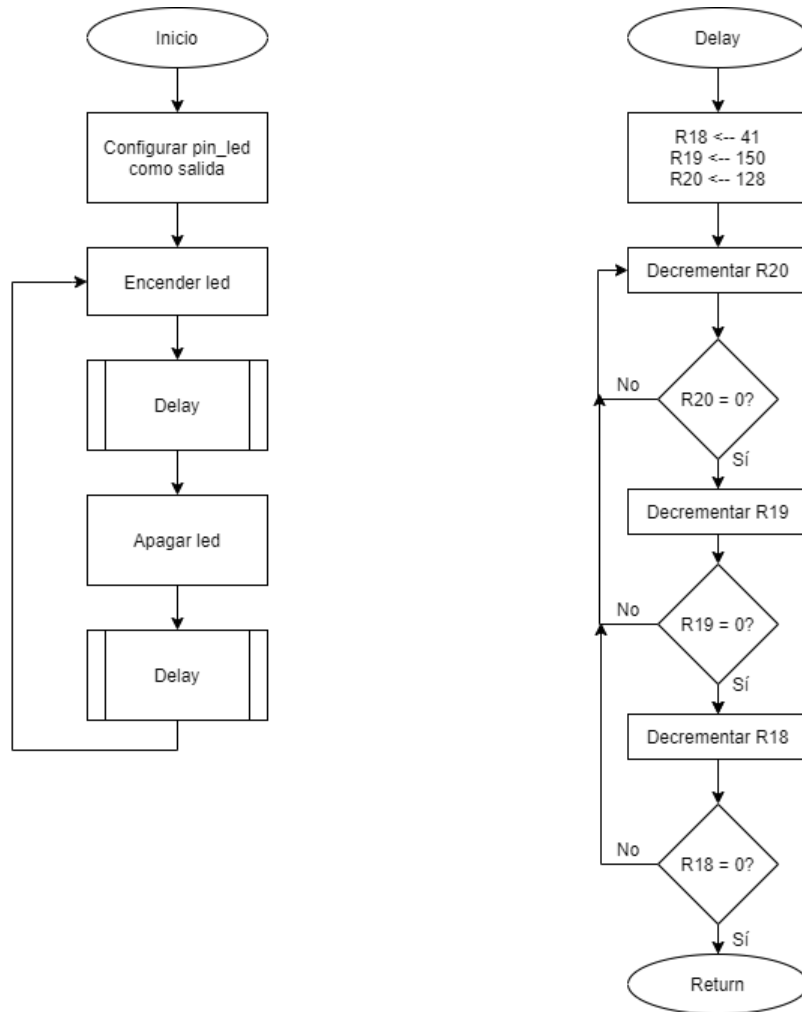 Inicio
Configurar pin_led
como salida
Encender led
Delay
Apagar led
Delay
Delay
R18 <-- 41
R19 <-- 150
R20 <-- 128
Decrementar R20
No
R20 = 0?
Sí
Decrementar R19
No
R19 = 0?
Sí
Decrementar R18
No
R18 = 0?
Sí
Return